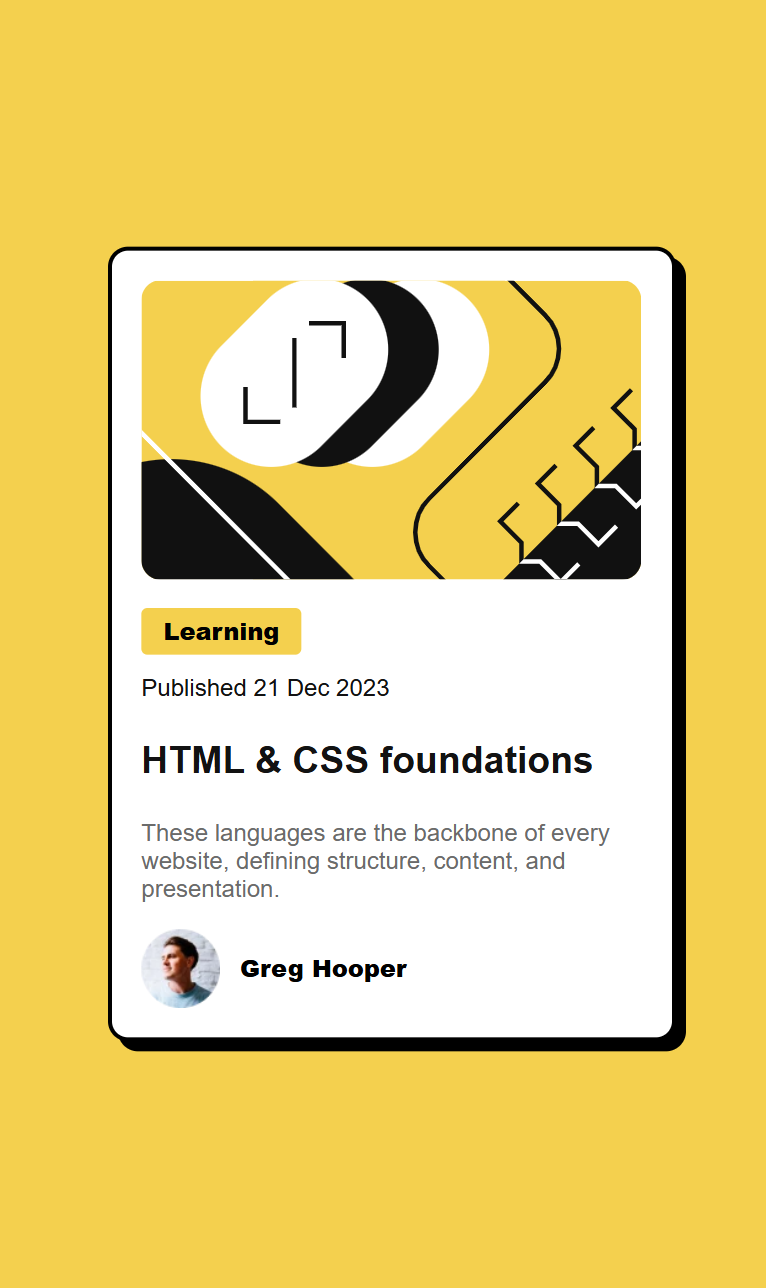 Learning
Published 21 Dec 2023
HTML & CSS foundations
These languages are the backbone of every
website, defining structure, content, and
presentation.
Greg Hooper